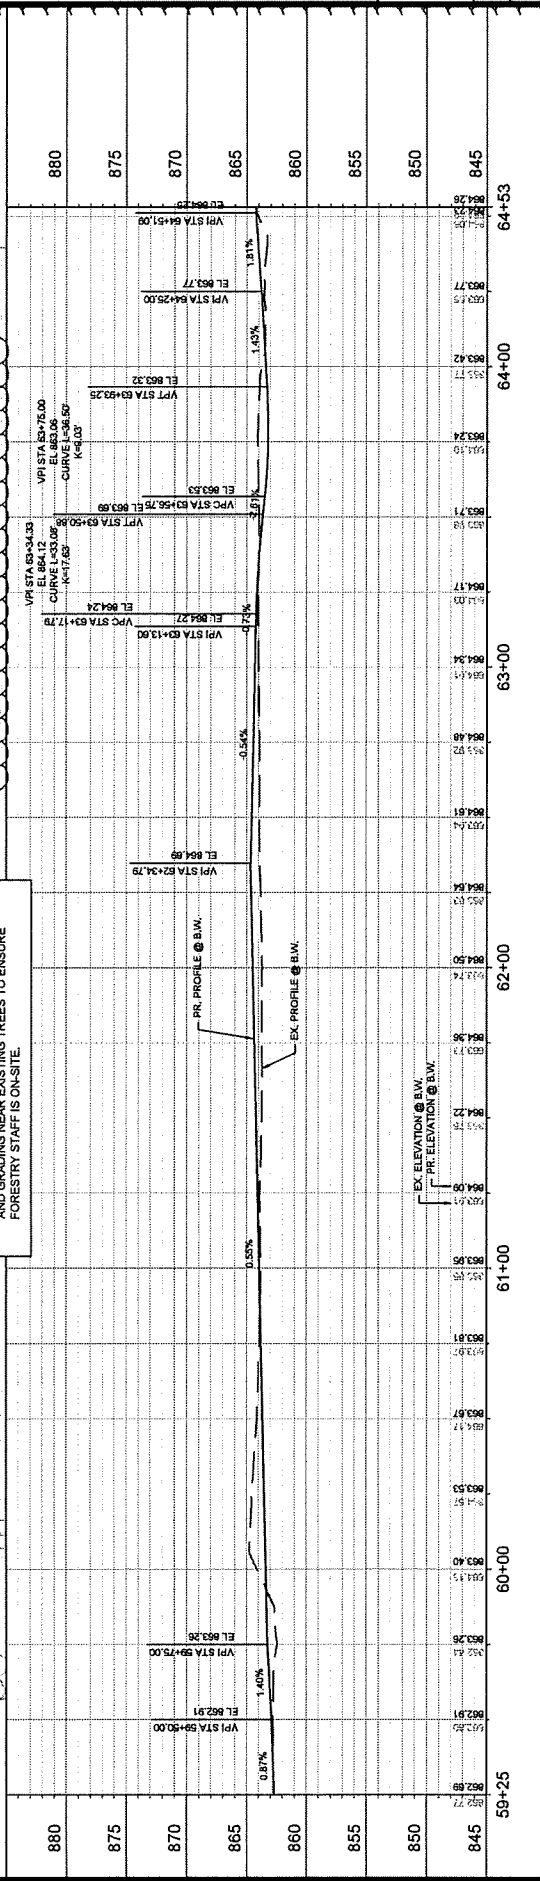 AND GRADING NEAR EXISTING TREES TO ENSURE
FORESTRY STAFF IS ON-SITE.
880
875
870
865
860
855
850
845
880
875
870
865
860
855
850
845
VPI STA 59+50.00
EL 862.91
VPI STA 59+75.00
EL 863.26
VPI STA 62+34.79
EL 864.69
VPI STA 63+13.60
EL 864.27
VPC STA 63+17.79
EL 864.24
VPI STA 63+34.33
EL 864.12
CURVE L=33.08'
K=17.63'
VPT STA 63+50.88
EL 863.69
VPC STA 63+56.75
EL 863.53
VPI STA 63+75.00
EL 863.06
CURVE L=36.50'
K=9.03'
VPT STA 63+93.25
EL 863.32
VPI STA 64+25.00
EL 863.77
VPI STA 64+51.09
EL 864.25
0.87%
1.40%
0.55%
-0.54%
-0.73%
-2.61%
1.43%
1.81%
PR. PROFILE @ B.W.
EX. PROFILE @ B.W.
EX. ELEVATION @ B.W.
PR. ELEVATION @ B.W.
862.69
862.91
863.26
863.40
863.53
863.67
863.81
863.95
864.09
864.22
864.36
864.50
864.64
864.61
864.48
864.34
864.17
863.71
863.24
863.42
863.77
864.26
59+25
60+00
61+00
62+00
63+00
64+00
64+53